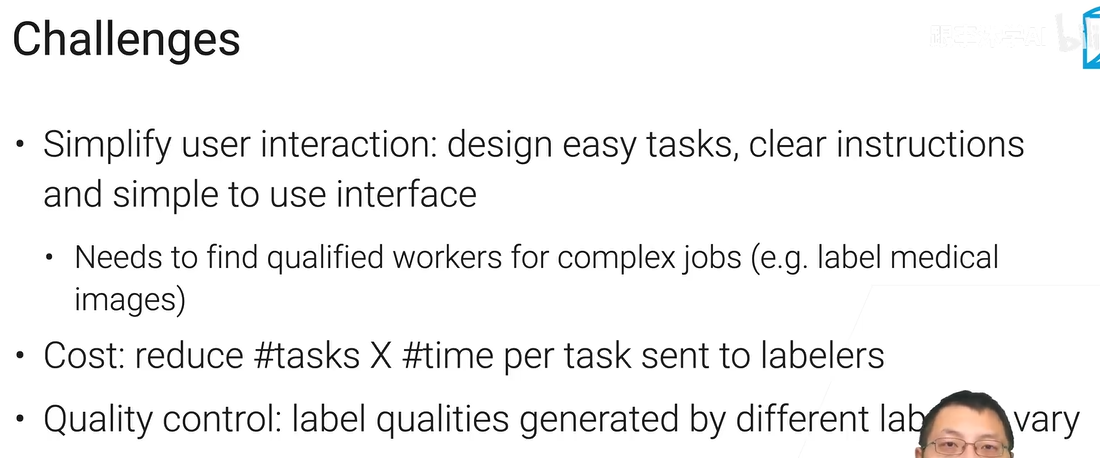 Challenges
• Simplify user interaction: design easy tasks, clear instructions
and simple to use interface
• Needs to find qualified workers for complex jobs (e.g. label medical
images)
• Cost: reduce #tasks X #time per task sent to labelers
• Quality control: label qualities generated by different lab vary